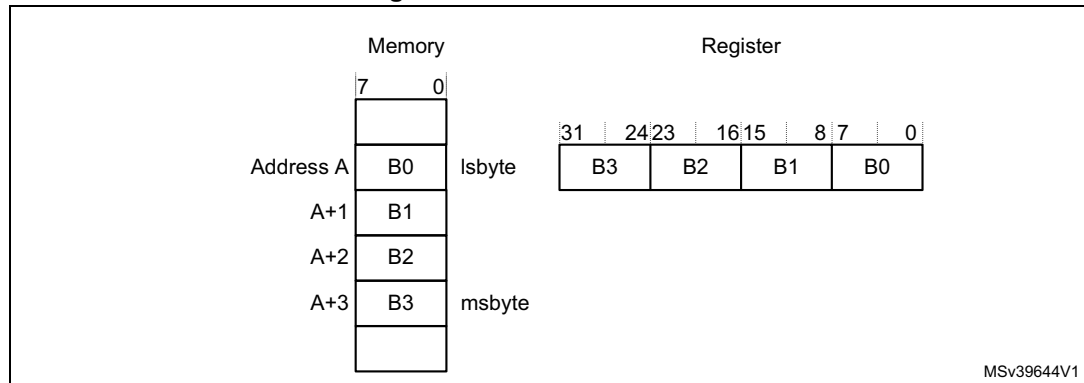 Memory Register
7 0
31 24 23 16 15 8 7 0
Address A B0 lsbyte B3 B2 B1 B0
A+1 B1
A+2 B2
A+3 B3 msbyte
MSv39644V1